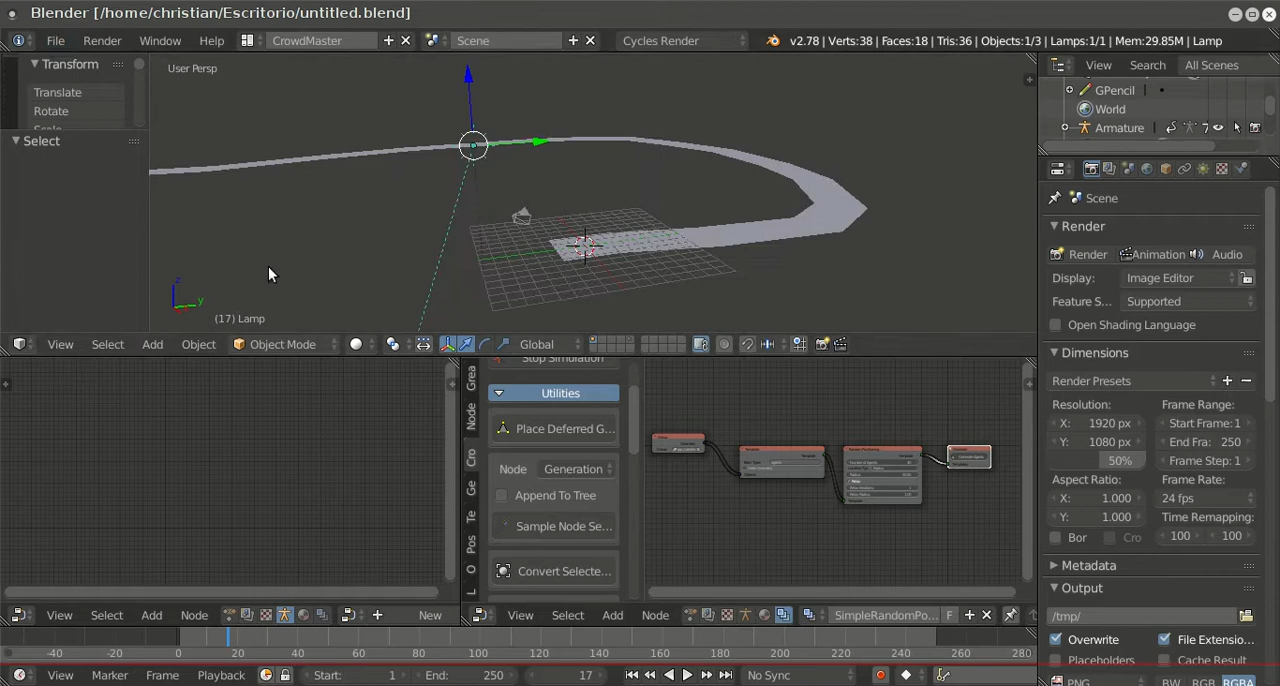 Blender [/home/christian/Escritorio/untitled.blend]
File Render Window Help CrowdMaster Scene Cycles Render v2.78 | Verts:38 | Faces:18 | Tris:36 | Objects:1/3 | Lamps:1/1 | Mem:29.85M | Lamp
Transform
Translate
Rotate
Select
User Persp
z
y
(17) Lamp
View Select Add Object Object Mode Global
View Search All Scenes
GPencil
World
Armature
Scene
Render
Render Animation Audio
Display: Image Editor
Feature S... Supported
Open Shading Language
Dimensions
Render Presets
Resolution: Frame Range:
X: 1920 px Start Frame: 1
Y: 1080 px End Fra: 250
50% Frame Step: 1
Aspect Ratio: Frame Rate:
X: 1.000 24 fps
Y: 1.000 Time Remapping:
Bor Cro 100 100
Metadata
Output
/tmp/
Overwrite File Extensio...
Placeholders Cache Result
PNG BW RGB RGBA
Grea
Node
Cro
Ge
Te
Pos
O
L
Stop Simulation
Utilities
Place Deferred G...
Node Generation
Append To Tree
Sample Node Se...
Convert Selecte...
View Select Add Node New
View Select Add Node SimpleRandomPo... F
-40 -20 0 20 40 60 80 100 120 140 160 180 200 220 240 260 280
View Marker Frame Playback Start: 1 End: 250 17 No Sync